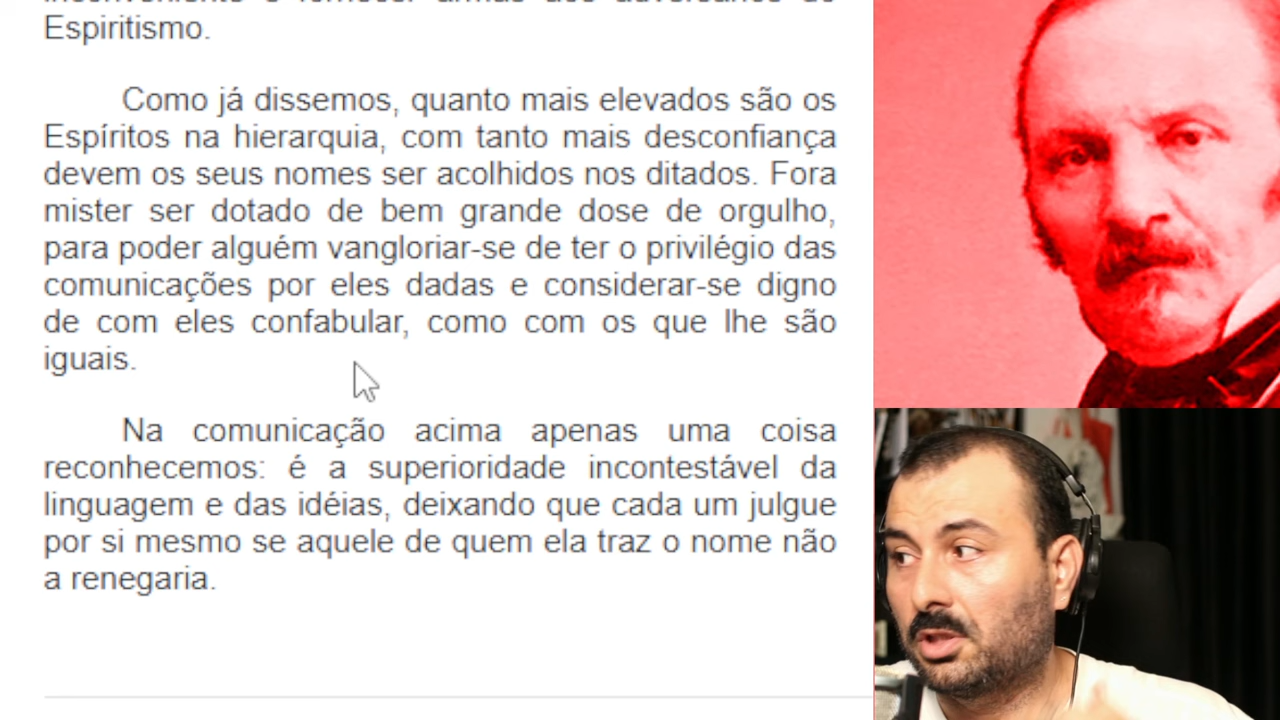 Espiritismo.
Como já dissemos, quanto mais elevados são os
Espíritos na hierarquia, com tanto mais desconfiança
devem os seus nomes ser acolhidos nos ditados. Fora
mister ser dotado de bem grande dose de orgulho,
para poder alguém vangloriar-se de ter o privilégio das
comunicações por eles dadas e considerar-se digno
de com eles confabular, como com os que lhe são
iguais.
Na comunicação acima apenas uma coisa
reconhecemos: é a superioridade incontestável da
linguagem e das idéias, deixando que cada um julgue
por si mesmo se aquele de quem ela traz o nome não
a renegaria.